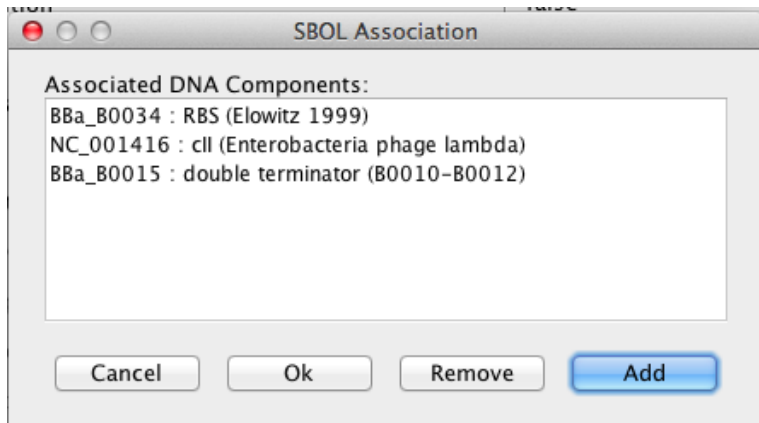 SBOL Association
Associated DNA Components:
BBa_B0034 : RBS (Elowitz 1999)
NC_001416 : cII (Enterobacteria phage lambda)
BBa_B0015 : double terminator (B0010-B0012)
Cancel Ok Remove Add